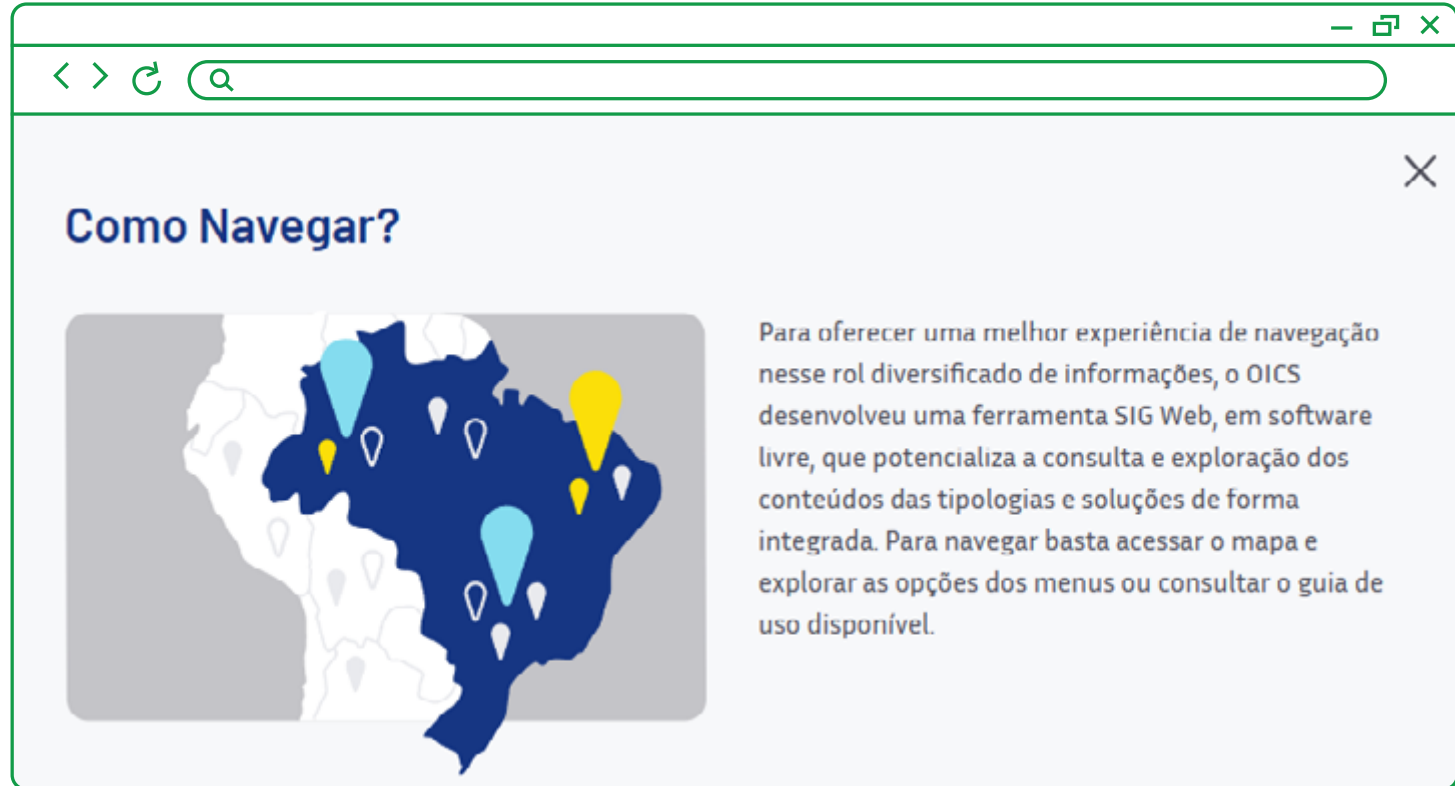 Como Navegar?
Para oferecer uma melhor experiência de navegação
nesse rol diversificado de informações, o OICS
desenvolveu uma ferramenta SIG Web, em software
livre, que potencializa a consulta e exploração dos
conteúdos das tipologias e soluções de forma
integrada. Para navegar basta acessar o mapa e
explorar as opções dos menus ou consultar o guia de
uso disponível.